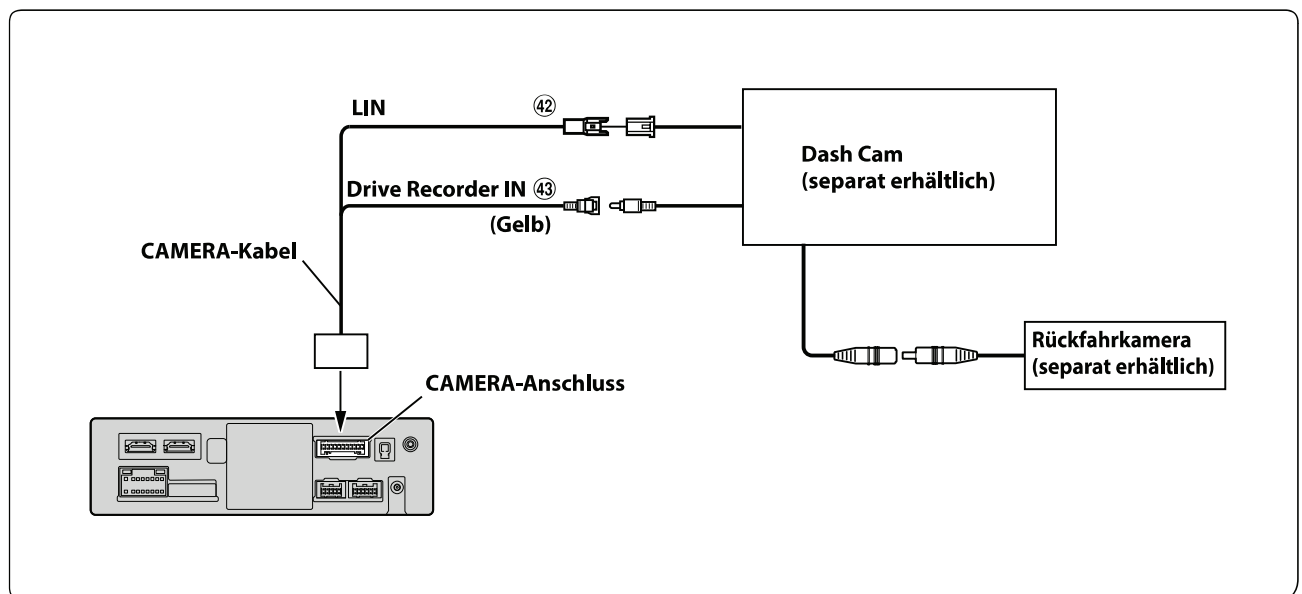 LIN ㊷
Drive Recorder IN ㊸
(Gelb)
CAMERA-Kabel
CAMERA-Anschluss
Dash Cam
(separat erhältlich)
Rückfahrkamera
(separat erhältlich)